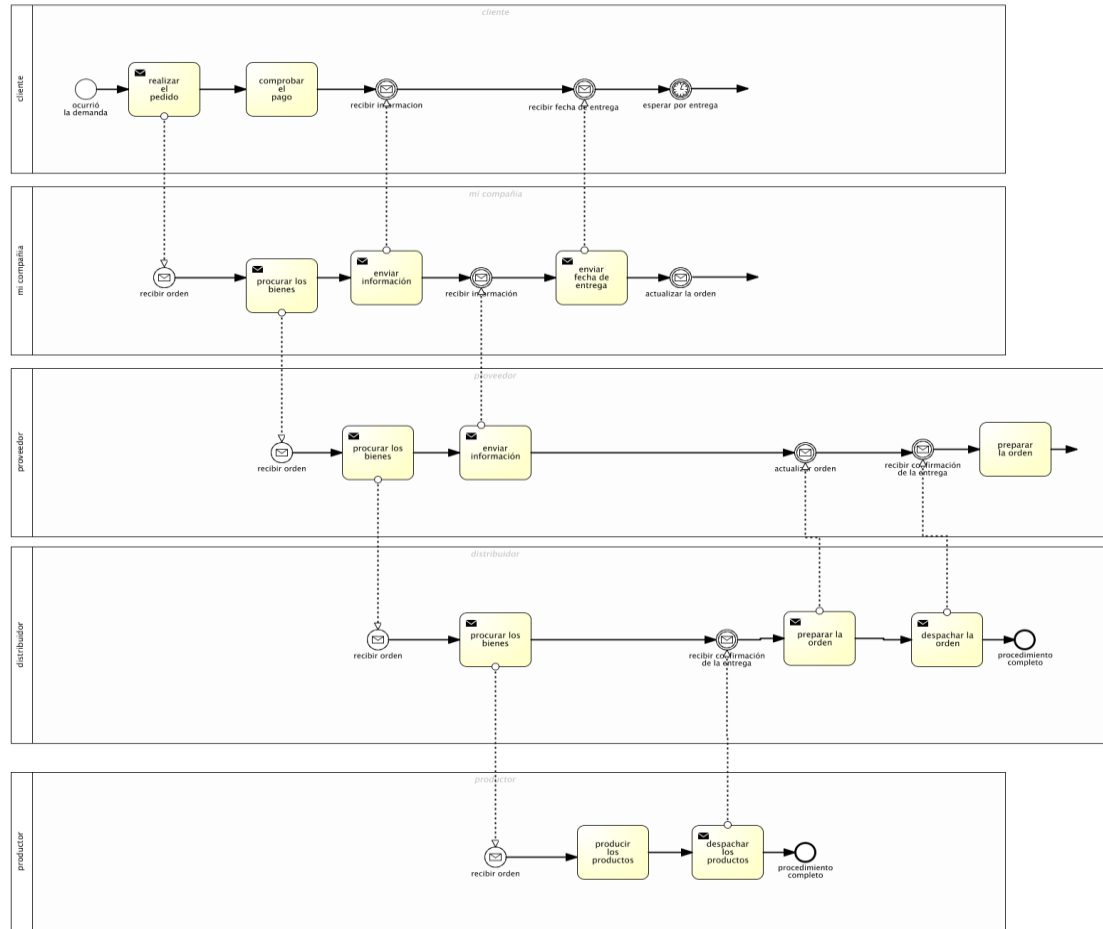 cliente
cliente
realizar
el
pedido
comprobar
el
pago
ocurrió
la demanda
recibir informacion
recibir fecha de entrega
esperar por entrega
mi compañia
mi compañia
procurar los
bienes
enviar
información
enviar
fecha de
entrega
recibir orden
recibir información
actualizar la orden
proveedor
proveedor
procurar los
bienes
enviar
información
preparar
la orden
recibir orden
actualizar orden
recibir confirmación
de la entrega
distribuidor
distribuidor
procurar los
bienes
preparar la
orden
despachar la
orden
recibir orden
recibir confirmación
de la entrega
procedimiento
completo
productor
productor
producir
los
productos
despachar
los
productos
recibir orden
procedimiento
completo